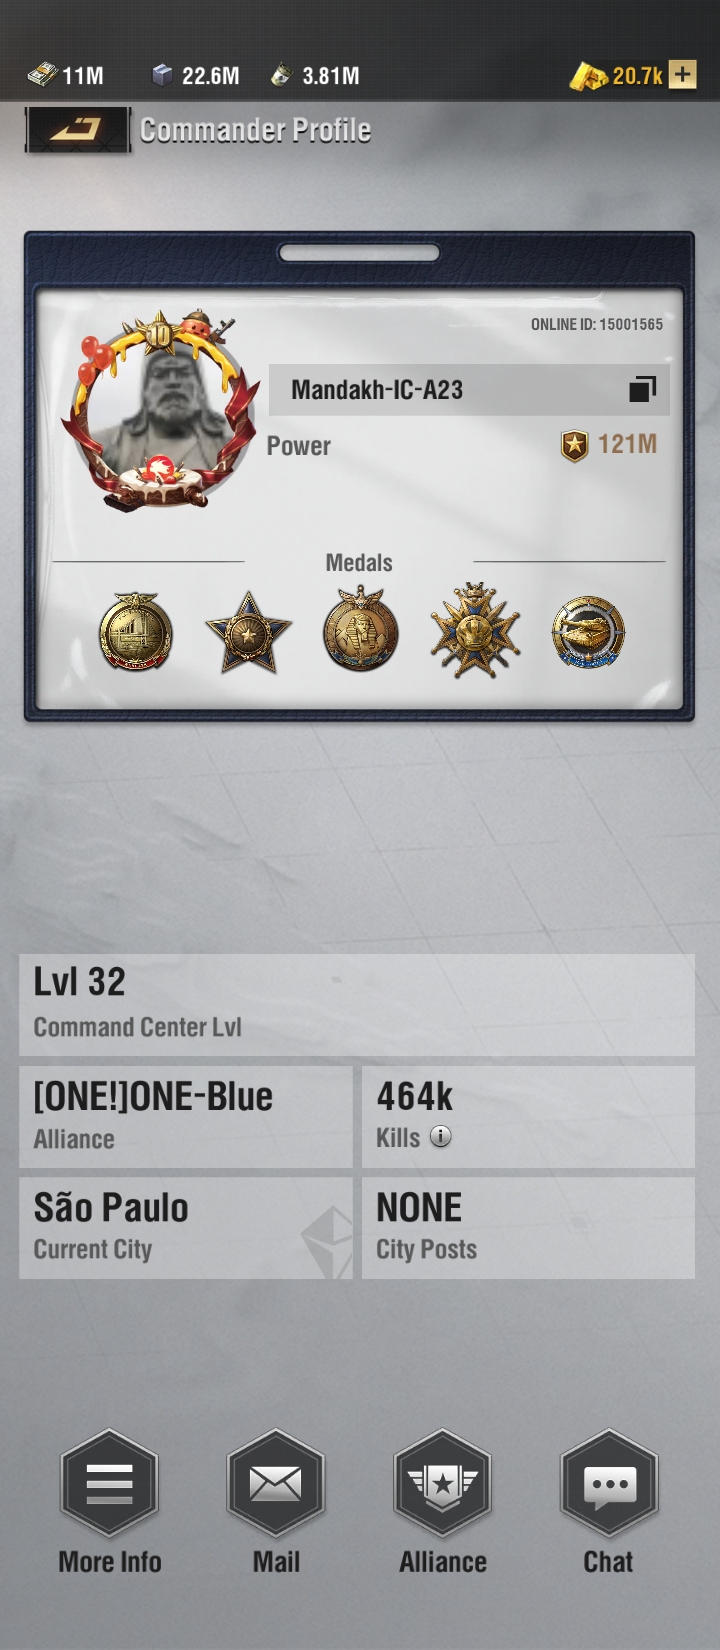 11M 22.6M 3.81M 20.7k
Commander Profile
10
ONLINE ID: 15001565
Mandakh-IC-A23
Power 121M
Medals
Lvl 32
Command Center Lvl
[ONE!]ONE-Blue
Alliance
464k
Kills
São Paulo
Current City
NONE
City Posts
More Info Mail Alliance Chat